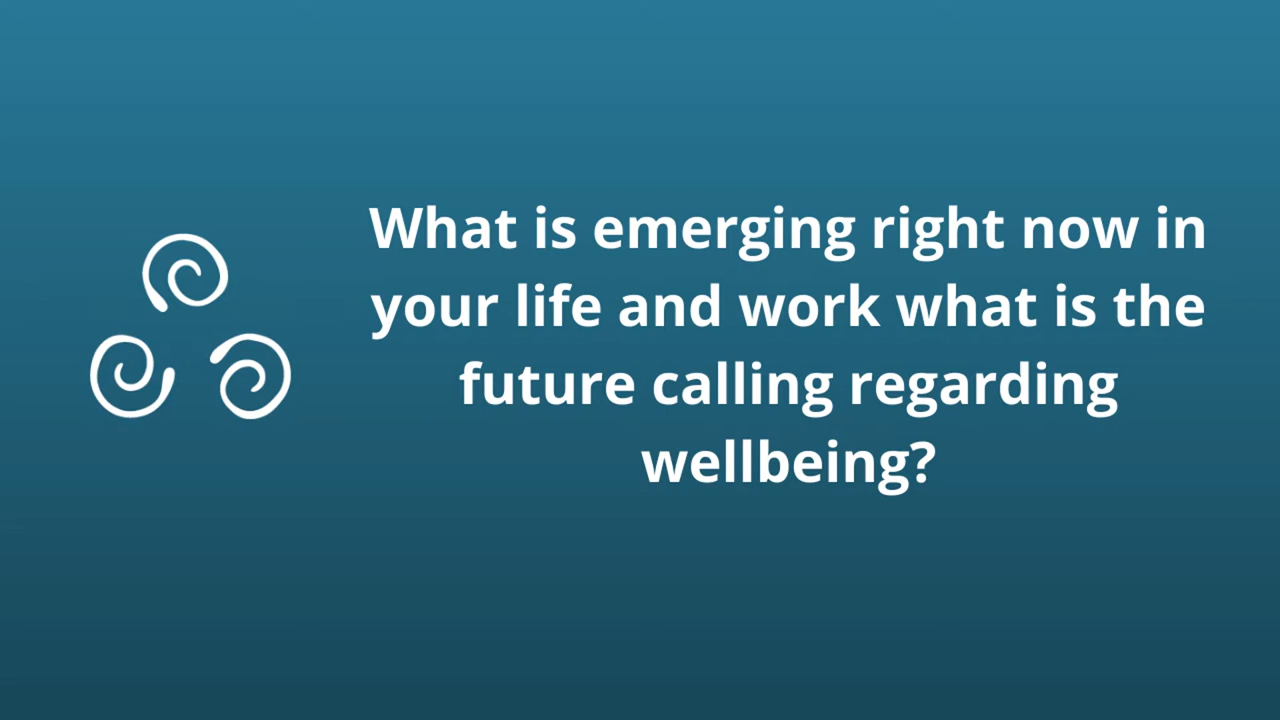 What is emerging right now in
your life and work what is the
future calling regarding
wellbeing?